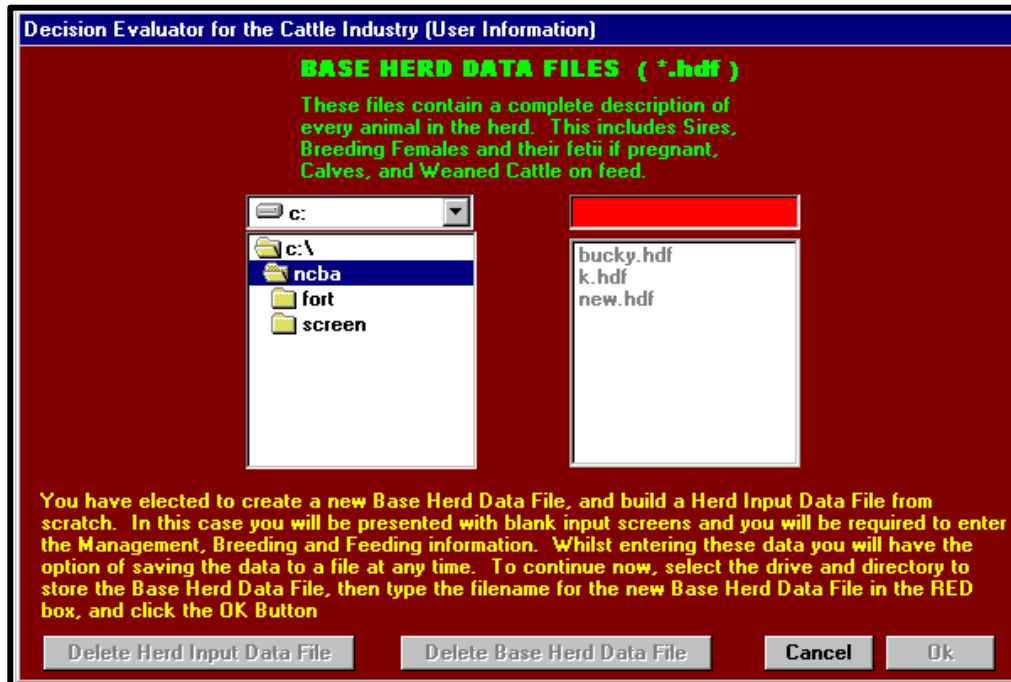 Decision Evaluator for the Cattle Industry (User Information)
BASE HERD DATA FILES ( *.hdf )
These files contain a complete description of
every animal in the herd. This includes Sires,
Breeding Females and their fetii if pregnant,
Calves, and Weaned Cattle on feed.
c:
c:\
ncba
fort
screen
bucky.hdf
k.hdf
new.hdf
You have elected to create a new Base Herd Data File, and build a Herd Input Data File from
scratch. In this case you will be presented with blank input screens and you will be required to enter
the Management, Breeding and Feeding information. Whilst entering these data you will have the
option of saving the data to a file at any time. To continue now, select the drive and directory to
store the Base Herd Data File, then type the filename for the new Base Herd Data File in the RED
box, and click the OK Button
Delete Herd Input Data File
Delete Base Herd Data File
Cancel
Ok